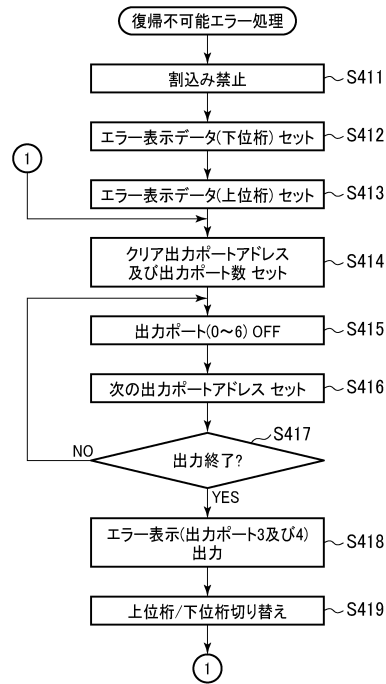 復帰不可能エラー処理
割込み禁止
S411
エラー表示データ(下位桁) セット
S412
1
エラー表示データ(上位桁) セット
S413
クリア出力ポートアドレス
及び出力ポート数 セット
S414
出力ポート(0～6) OFF
S415
次の出力ポートアドレス セット
S416
S417
NO
出力終了?
YES
エラー表示(出力ポート3及び4)
出力
S418
上位桁/下位桁切り替え
S419
1